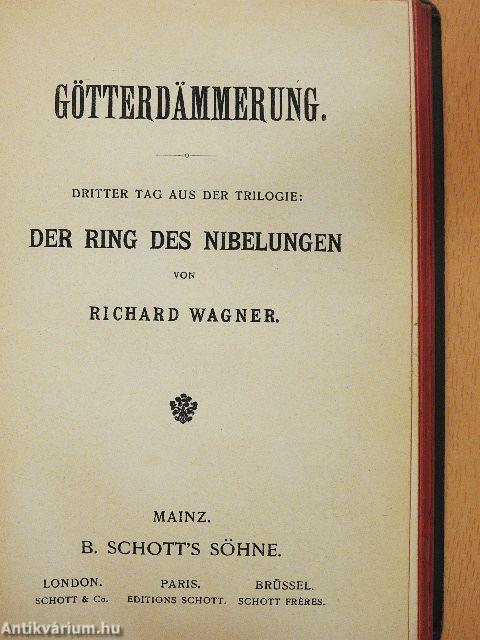 GÖTTERDÄMMERUNG.
DRITTER TAG AUS DER TRILOGIE:
DER RING DES NIBELUNGEN
VON
RICHARD WAGNER.
MAINZ.
B. SCHOTT'S SÖHNE.
LONDON. PARIS. BRÜSSEL.
SCHOTT & Co. EDITIONS SCHOTT. SCHOTT FRÈRES.
Antikvárium.hu